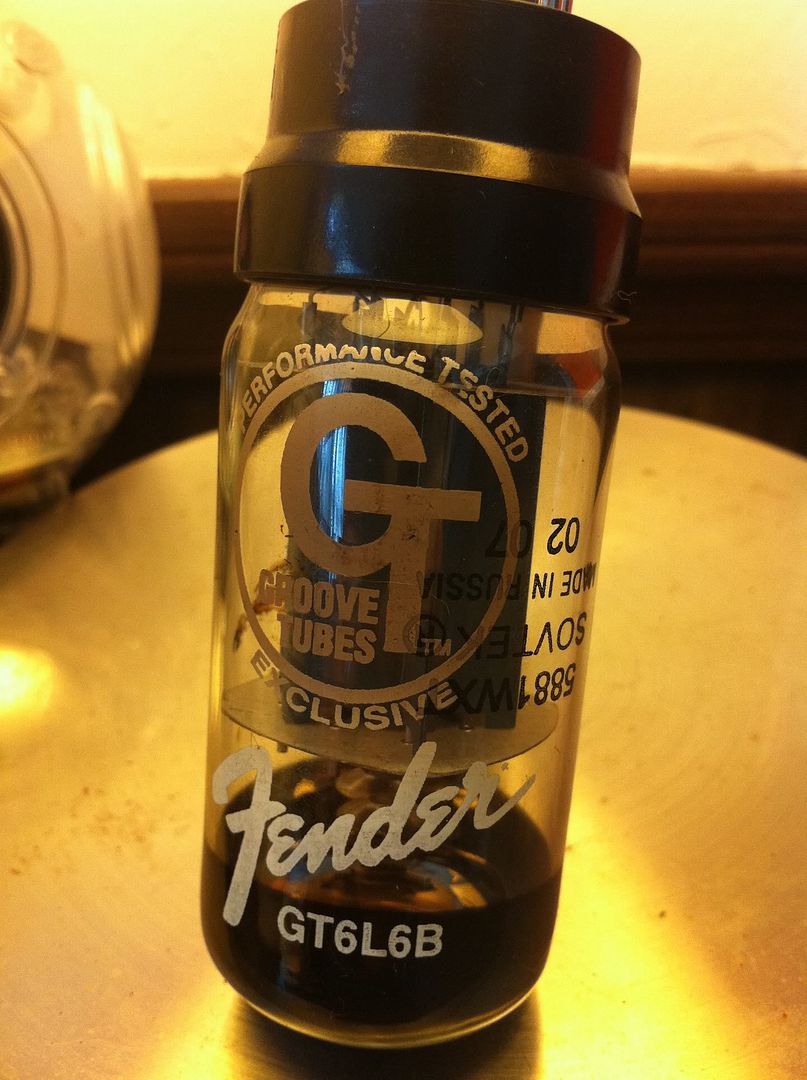 PERFORMANCE TESTED
GT
GROOVE
TUBES
TM
EXCLUSIVE
Fender
GT6L6B
5881WXT
SOVTEK ®
MADE IN RUSSIA
02 07